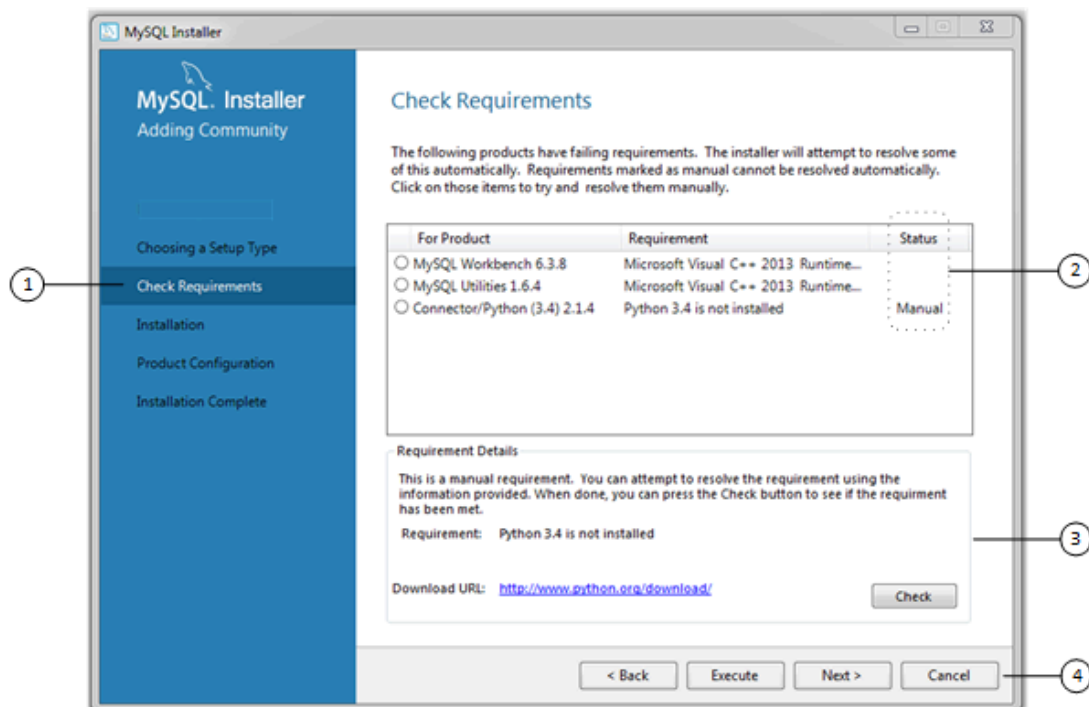 MySQL Installer
MySQL. Installer
Adding Community
Choosing a Setup Type
Check Requirements
Installation
Product Configuration
Installation Complete
Check Requirements
The following products have failing requirements. The installer will attempt to resolve some
of this automatically. Requirements marked as manual cannot be resolved automatically.
Click on those items to try and resolve them manually.
For Product Requirement Status
MySQL Workbench 6.3.8 Microsoft Visual C++ 2013 Runtime...
MySQL Utilities 1.6.4 Microsoft Visual C++ 2013 Runtime...
Connector/Python (3.4) 2.1.4 Python 3.4 is not installed Manual
Requirement Details
This is a manual requirement. You can attempt to resolve the requirement using the
information provided. When done, you can press the Check button to see if the requirment
has been met.
Requirement: Python 3.4 is not installed
Download URL: http://www.python.org/download/
Check
< Back Execute Next > Cancel
1
2
3
4